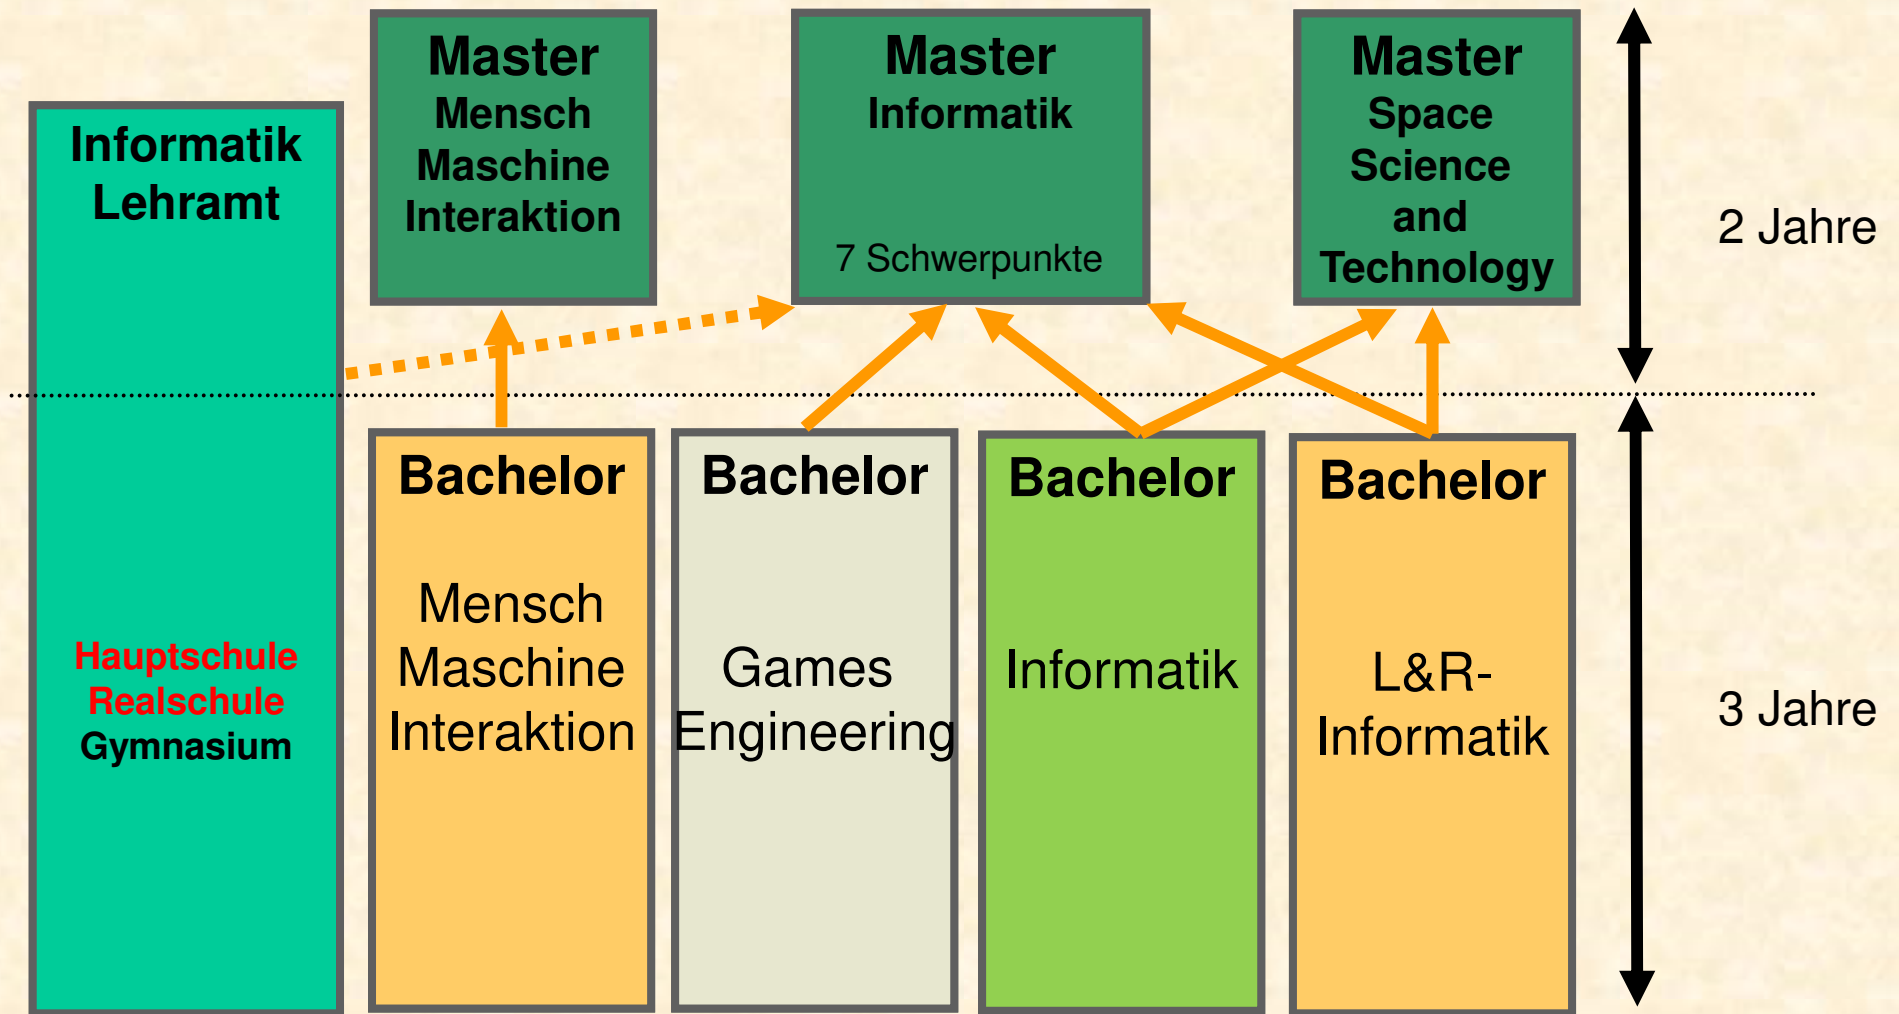 Informatik
Lehramt
Hauptschule
Realschule
Gymnasium
Master
Mensch
Maschine
Interaktion
Master
Informatik
7 Schwerpunkte
Master
Space
Science
and
Technology
2 Jahre
Bachelor
Mensch
Maschine
Interaktion
Bachelor
Games
Engineering
Bachelor
Informatik
Bachelor
L&R-
Informatik
3 Jahre